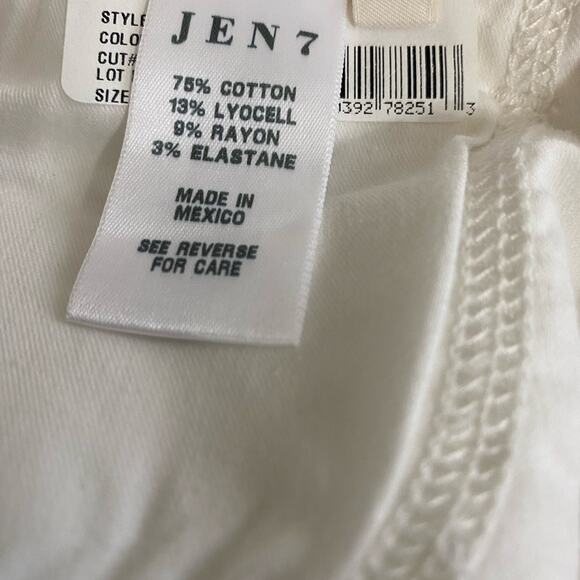 STYLE
COLO
CUT#
LOT
SIZE
JEN7
75% COTTON
13% LYOCELL
9% RAYON
3% ELASTANE
MADE IN
MEXICO
SEE REVERSE
FOR CARE
0392 78251 3